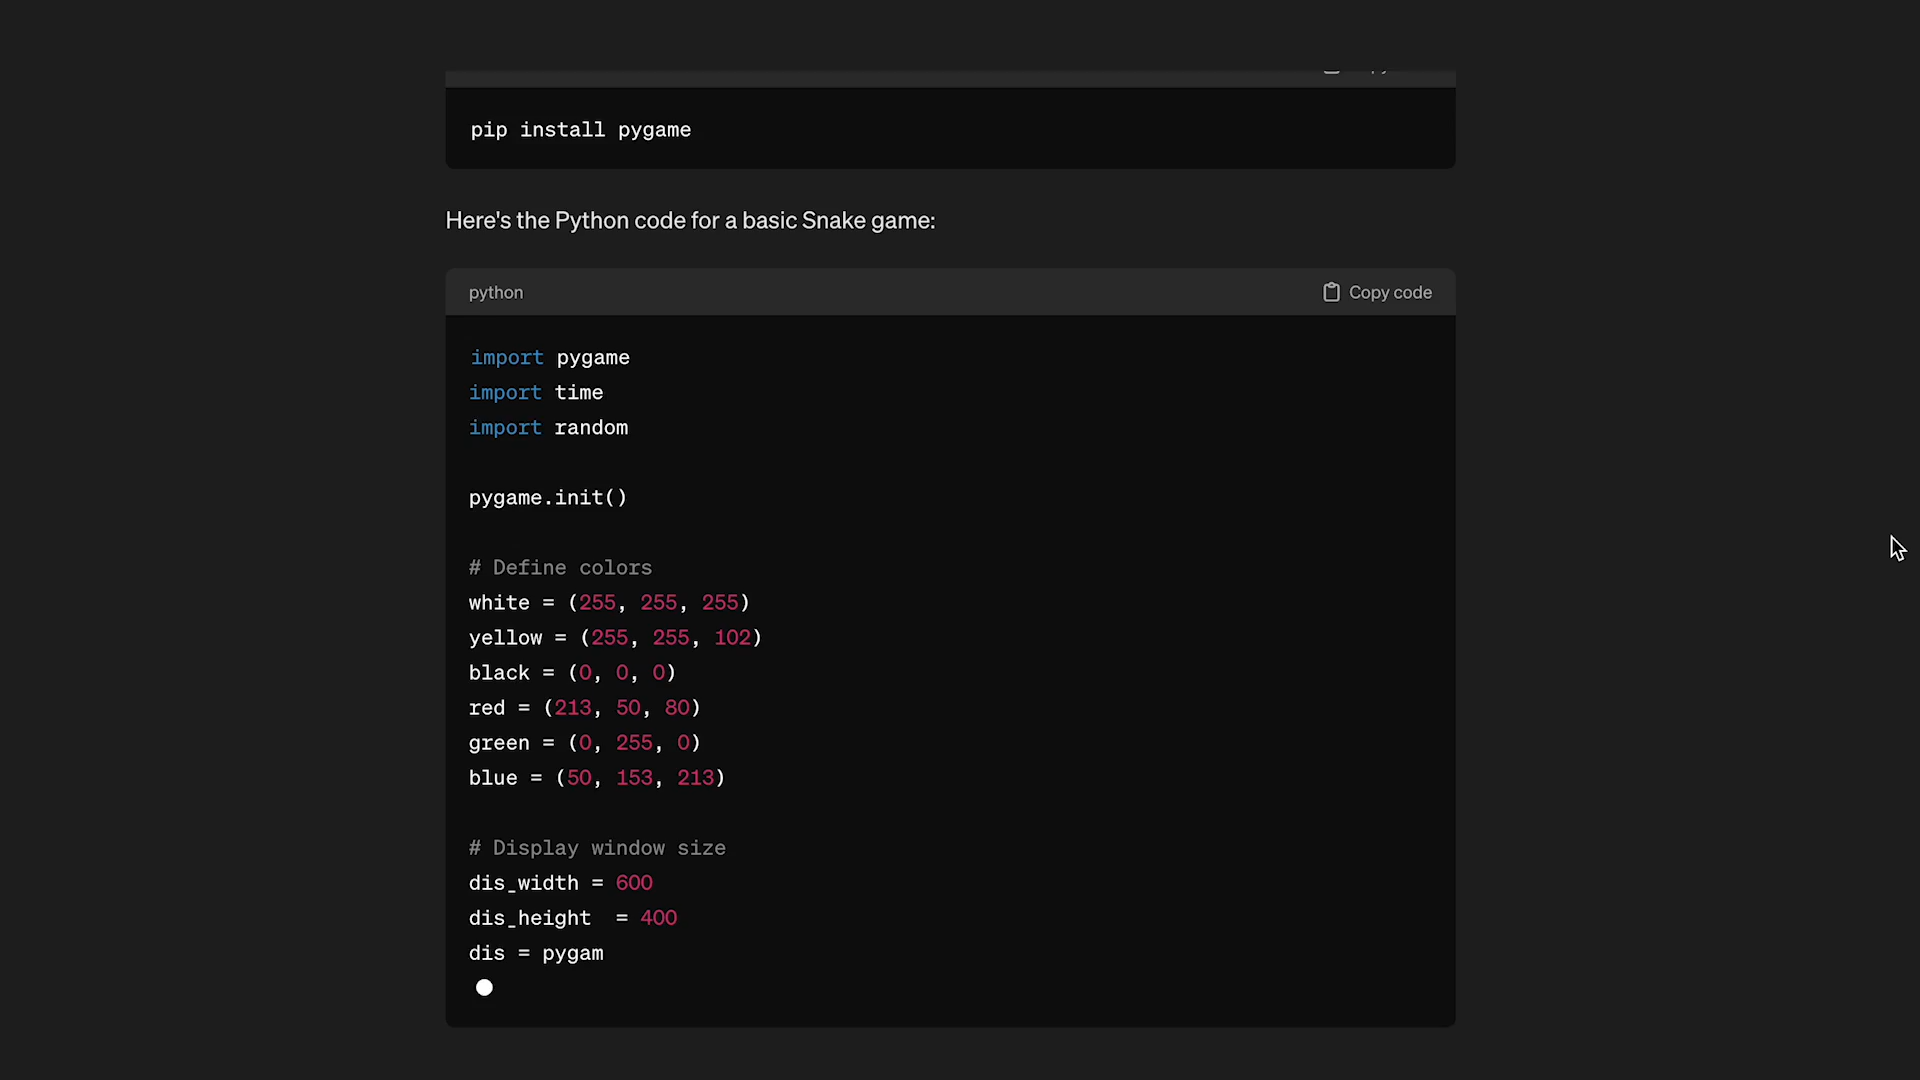 pip install pygame
Here's the Python code for a basic Snake game:
python
Copy code
import pygame
import time
import random
pygame.init()
# Define colors
white = (255, 255, 255)
yellow = (255, 255, 102)
black = (0, 0, 0)
red = (213, 50, 80)
green = (0, 255, 0)
blue = (50, 153, 213)
# Display window size
dis_width = 600
dis_height  = 400
dis = pygam